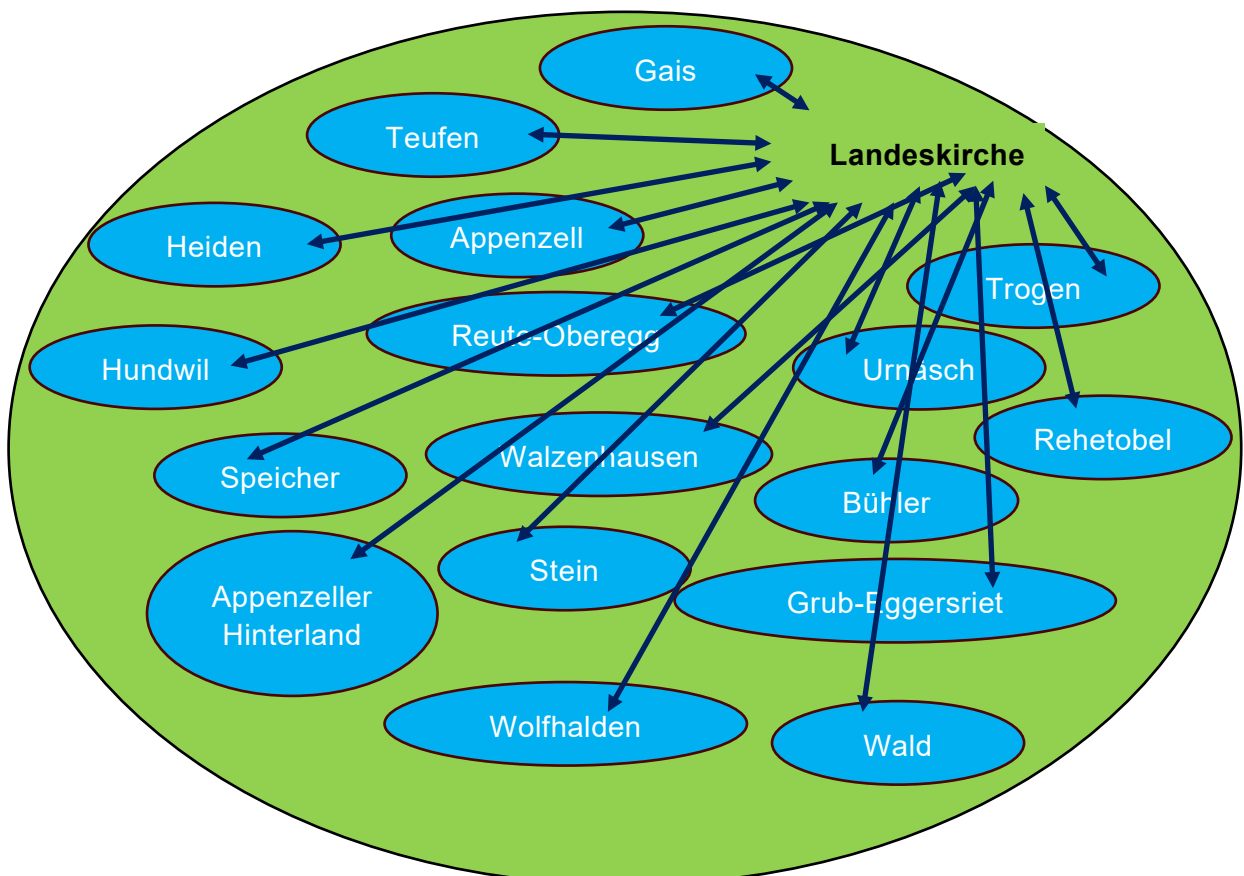 Gais
Teufen
Landeskirche
Heiden
Appenzell
Trogen
Reute-Oberegg
Hundwil
Urnäsch
Rehetobel
Walzenhausen
Speicher
Bühler
Stein
Appenzeller
Hinterland
Grub-Eggersriet
Wolfhalden
Wald